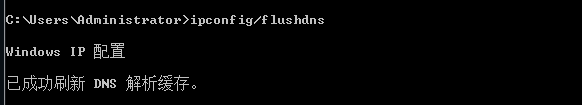 C:\Users\Administrator>ipconfig/flushdns
Windows IP 配置
已成功刷新 DNS 解析缓存。